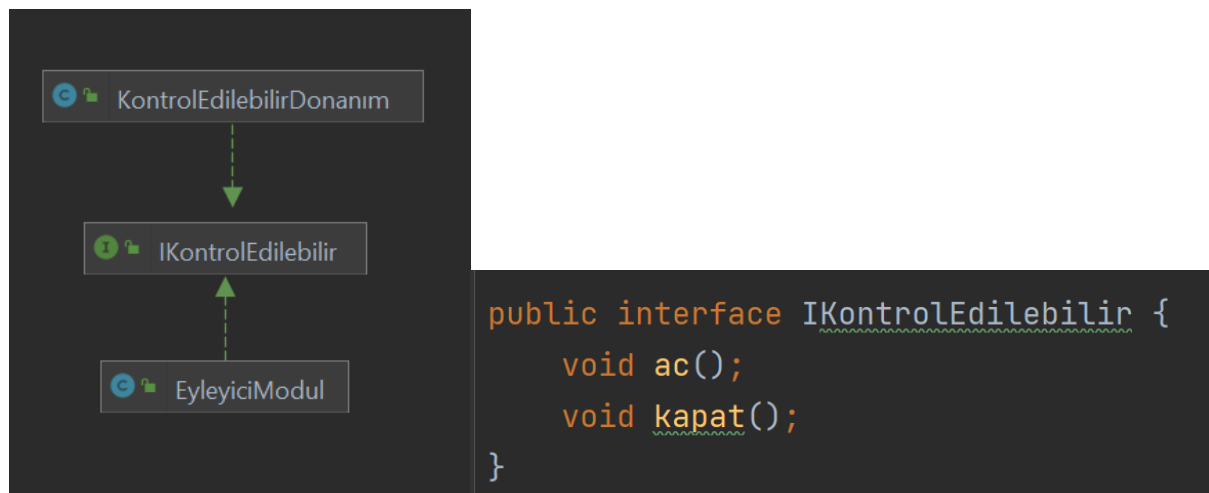 KontrolEdilebilirDonanım
IKontrolEdilebilir
EyleyiciModul
public interface IKontrolEdilebilir {
void ac();
void kapat();
}